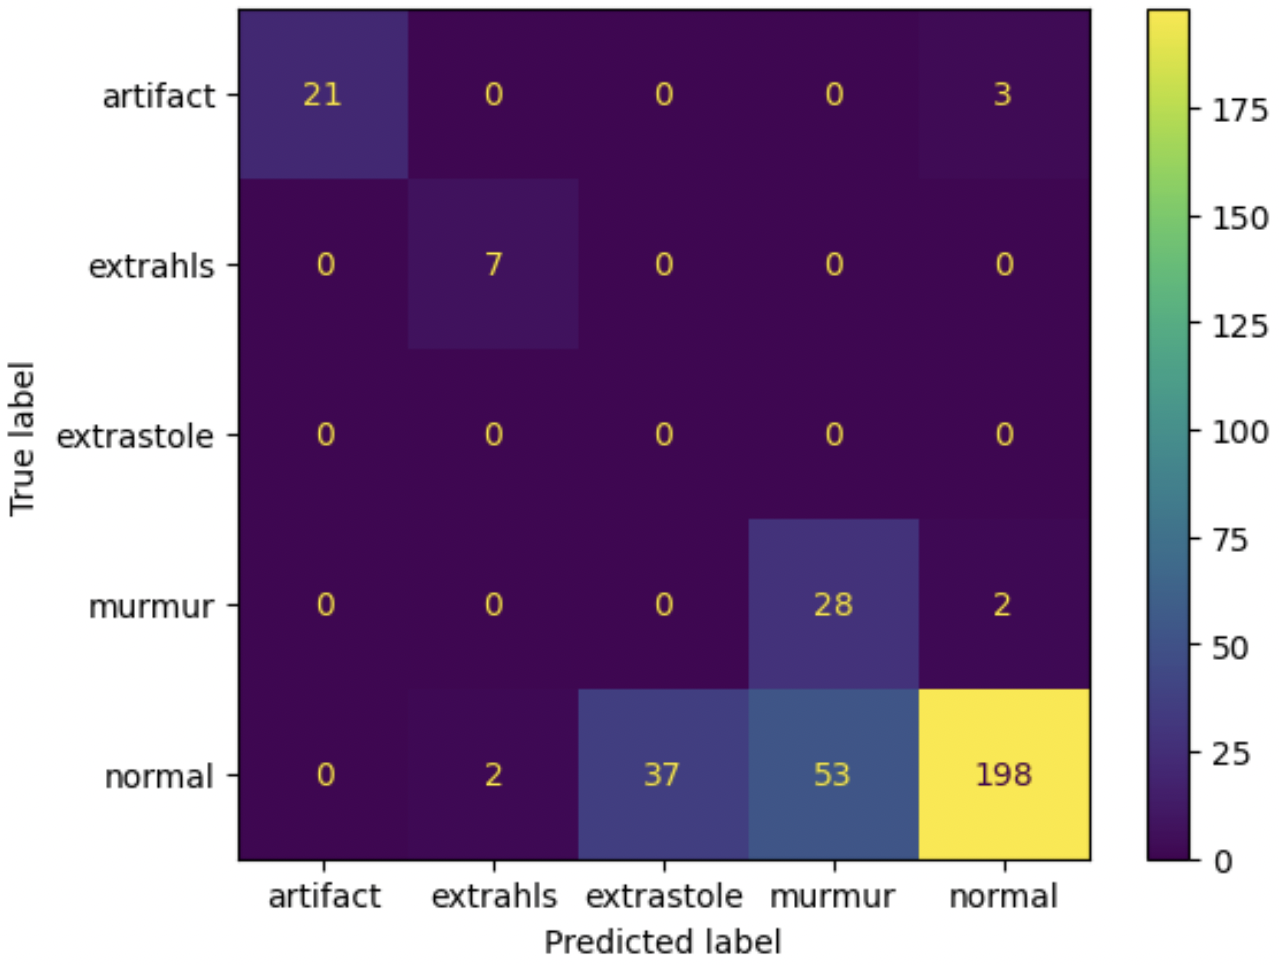 artifact 21 0 0 0 3
extrahls 0 7 0 0 0
extrastole 0 0 0 0 0
murmur 0 0 0 28 2
normal 0 2 37 53 198
artifact extrahls extrastole murmur normal
Predicted label
True label
175
150
125
100
75
50
25
0